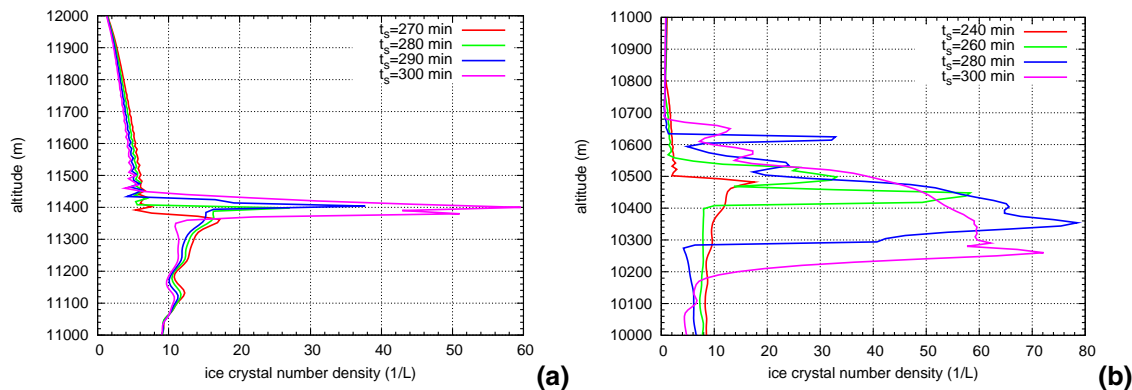 12000
11900
11800
11700
11600
11500
11400
11300
11200
11100
11000
altitude (m)
t_s=270 min
t_s=280 min
t_s=290 min
t_s=300 min
0 10 20 30 40 50 60
ice crystal number density (1/L)
(a)
11000
10900
10800
10700
10600
10500
10400
10300
10200
10100
10000
altitude (m)
t_s=240 min
t_s=260 min
t_s=280 min
t_s=300 min
0 10 20 30 40 50 60 70 80
ice crystal number density (1/L)
(b)